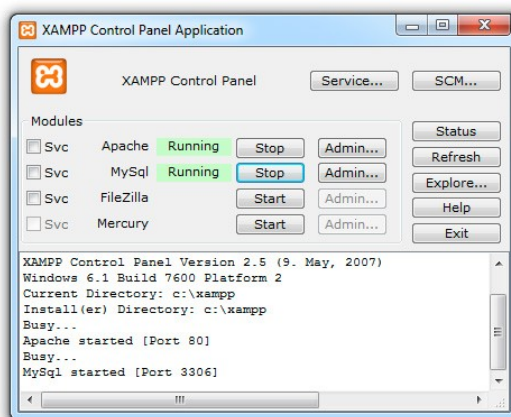 XAMPP Control Panel Application
XAMPP Control Panel Service... SCM...
Modules
Svc Apache Running Stop Admin...
Svc MySql Running Stop Admin...
Svc FileZilla Start Admin...
Svc Mercury Start Admin...
Status
Refresh
Explore...
Help
Exit
XAMPP Control Panel Version 2.5 (9. May, 2007)
Windows 6.1 Build 7600 Platform 2
Current Directory: c:\xampp
Install(er) Directory: c:\xampp
Busy...
Apache started [Port 80]
Busy...
MySql started [Port 3306]